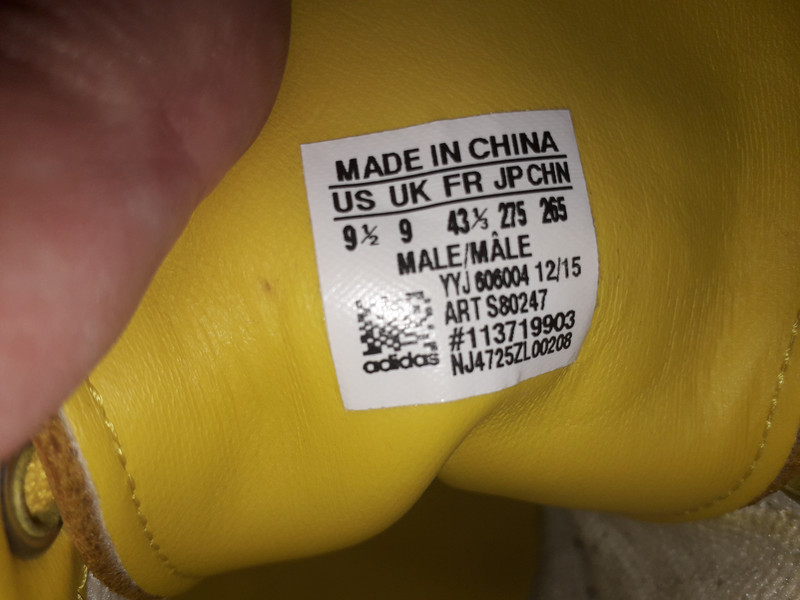 MADE IN CHINA
US UK FR JP CHN
9½ 9 43⅓ 275 265
MALE/MÂLE
YYJ 606004 12/15
ART S80247
#113719903
NJ4725ZL00208
adidas